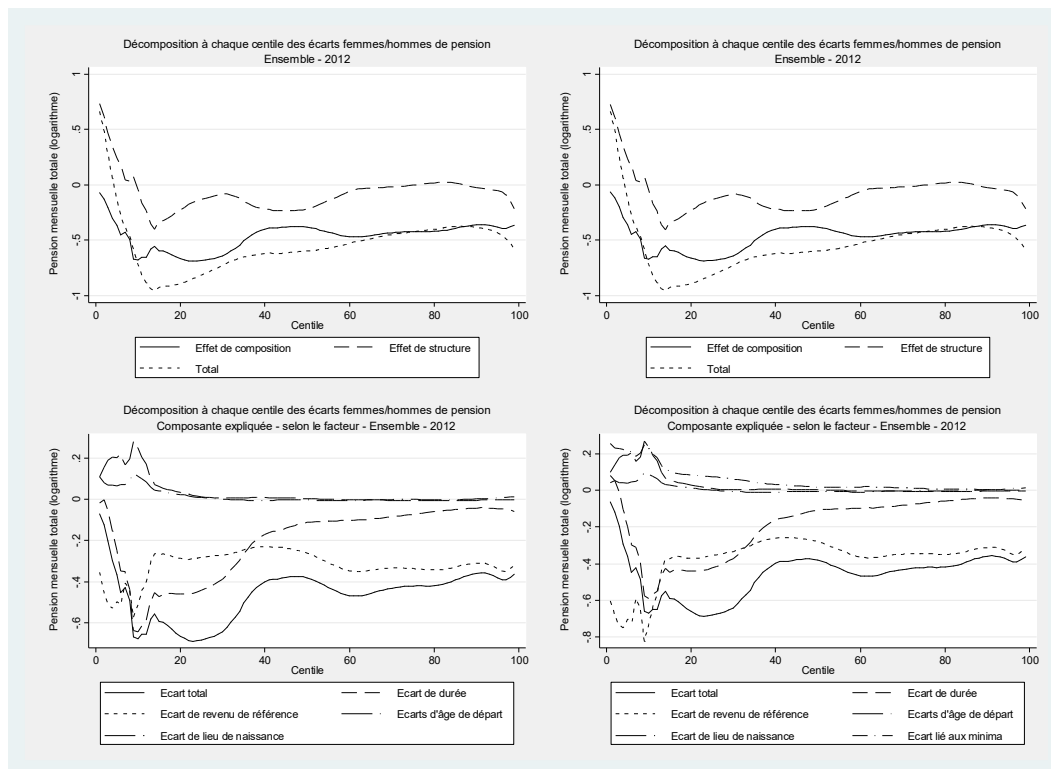 Décomposition à chaque centile des écarts femmes/hommes de pension
Ensemble - 2012
Pension mensuelle totale (logarithme)
1
.5
0
-.5
-1
0 20 40 60 80 100
Centile
Effet de composition Effet de structure
Total
Décomposition à chaque centile des écarts femmes/hommes de pension
Ensemble - 2012
Pension mensuelle totale (logarithme)
1
.5
0
-.5
-1
0 20 40 60 80 100
Centile
Effet de composition Effet de structure
Total
Décomposition à chaque centile des écarts femmes/hommes de pension
Composante expliquée - selon le facteur - Ensemble - 2012
Pension mensuelle totale (logarithme)
.2
0
-.2
-.4
-.6
0 20 40 60 80 100
Centile
Ecart total Ecart de durée
Ecart de revenu de référence Ecarts d'âge de départ
Ecart de lieu de naissance
Décomposition à chaque centile des écarts femmes/hommes de pension
Composante expliquée - selon le facteur - Ensemble - 2012
Pension mensuelle totale (logarithme)
.2
0
-.2
-.4
-.6
-.8
0 20 40 60 80 100
Centile
Ecart total Ecart de durée
Ecart de revenu de référence Ecarts d'âge de départ
Ecart de lieu de naissance Ecart lié aux minima